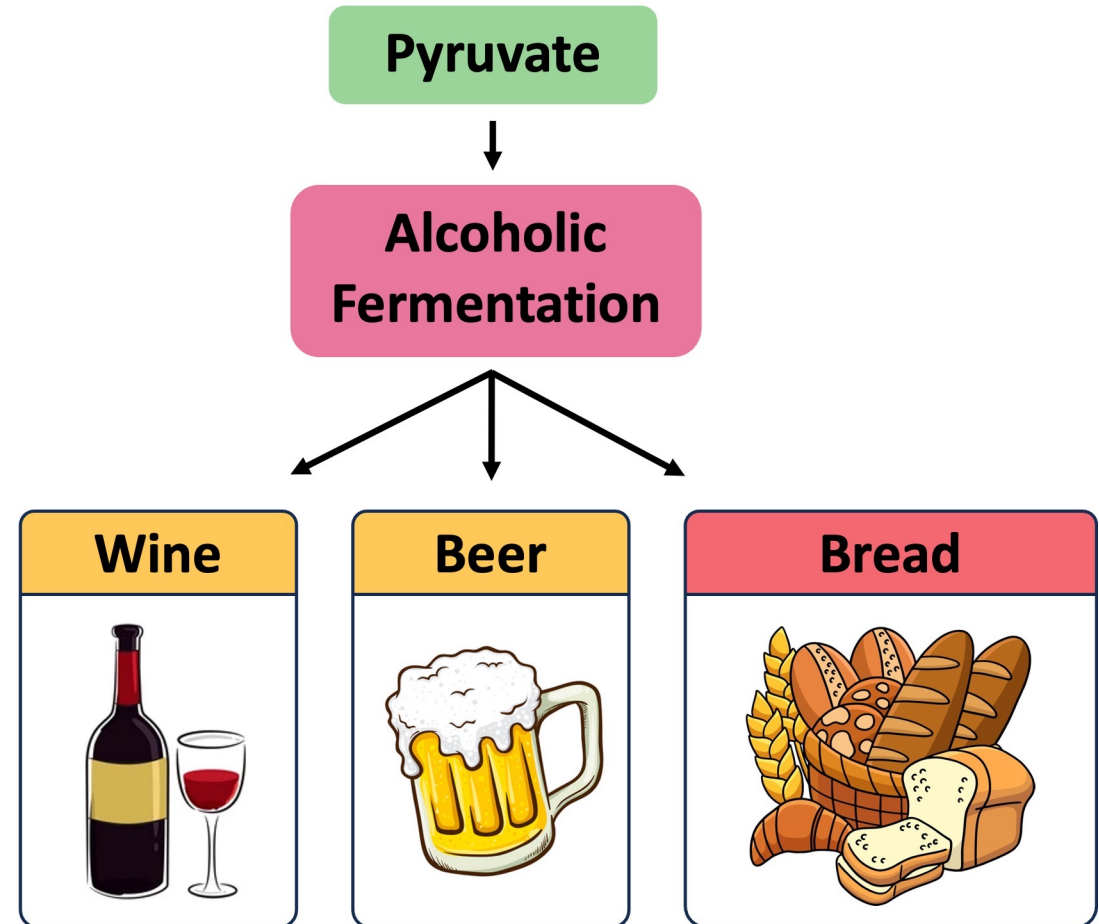 Pyruvate
Alcoholic
Fermentation
Wine
Beer
Bread